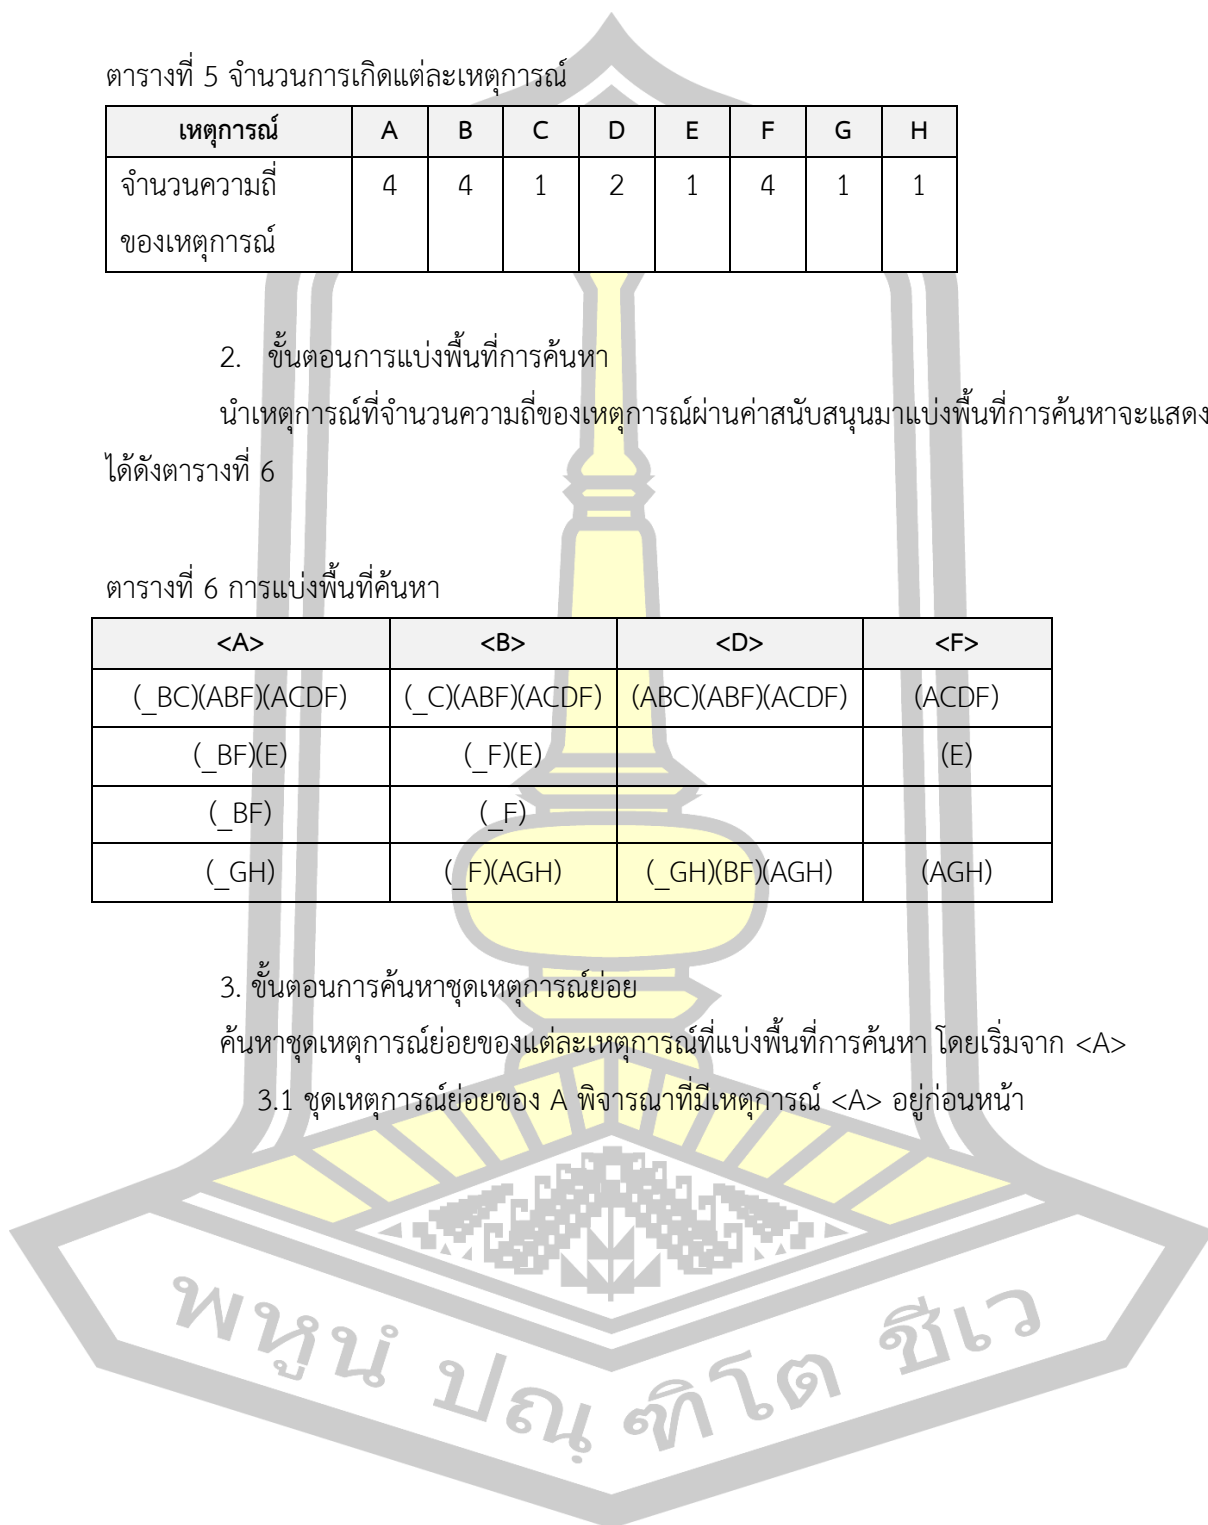 ตารางที่ 5 จำนวนการเกิดแต่ละเหตุการณ์
เหตุการณ์ A B C D E F G H
จำนวนความถี่ 4 4 1 2 1 4 1 1
ของเหตุการณ์
2. ขั้นตอนการแบ่งพื้นที่การค้นหา
นำเหตุการณ์ที่จำนวนความถี่ของเหตุการณ์ผ่านค่าสนับสนุนมาแบ่งพื้นที่การค้นหาจะแสดง
ได้ดังตารางที่ 6
ตารางที่ 6 การแบ่งพื้นที่ค้นหา
<A> <B> <D> <F>
(_BC)(ABF)(ACDF) (_C)(ABF)(ACDF) (ABC)(ABF)(ACDF) (ACDF)
(_BF)(E) (_F)(E) (E)
(_BF) (_F)
(_GH) (_F)(AGH) (_GH)(BF)(AGH) (AGH)
3. ขั้นตอนการค้นหาชุดเหตุการณ์ย่อย
ค้นหาชุดเหตุการณ์ย่อยของแต่ละเหตุการณ์ที่แบ่งพื้นที่การค้นหา โดยเริ่มจาก <A>
3.1 ชุดเหตุการณ์ย่อยของ A พิจารณาที่มีเหตุการณ์ <A> อยู่ก่อนหน้า
พหูนํ ปณฺฑิโต ชีเว